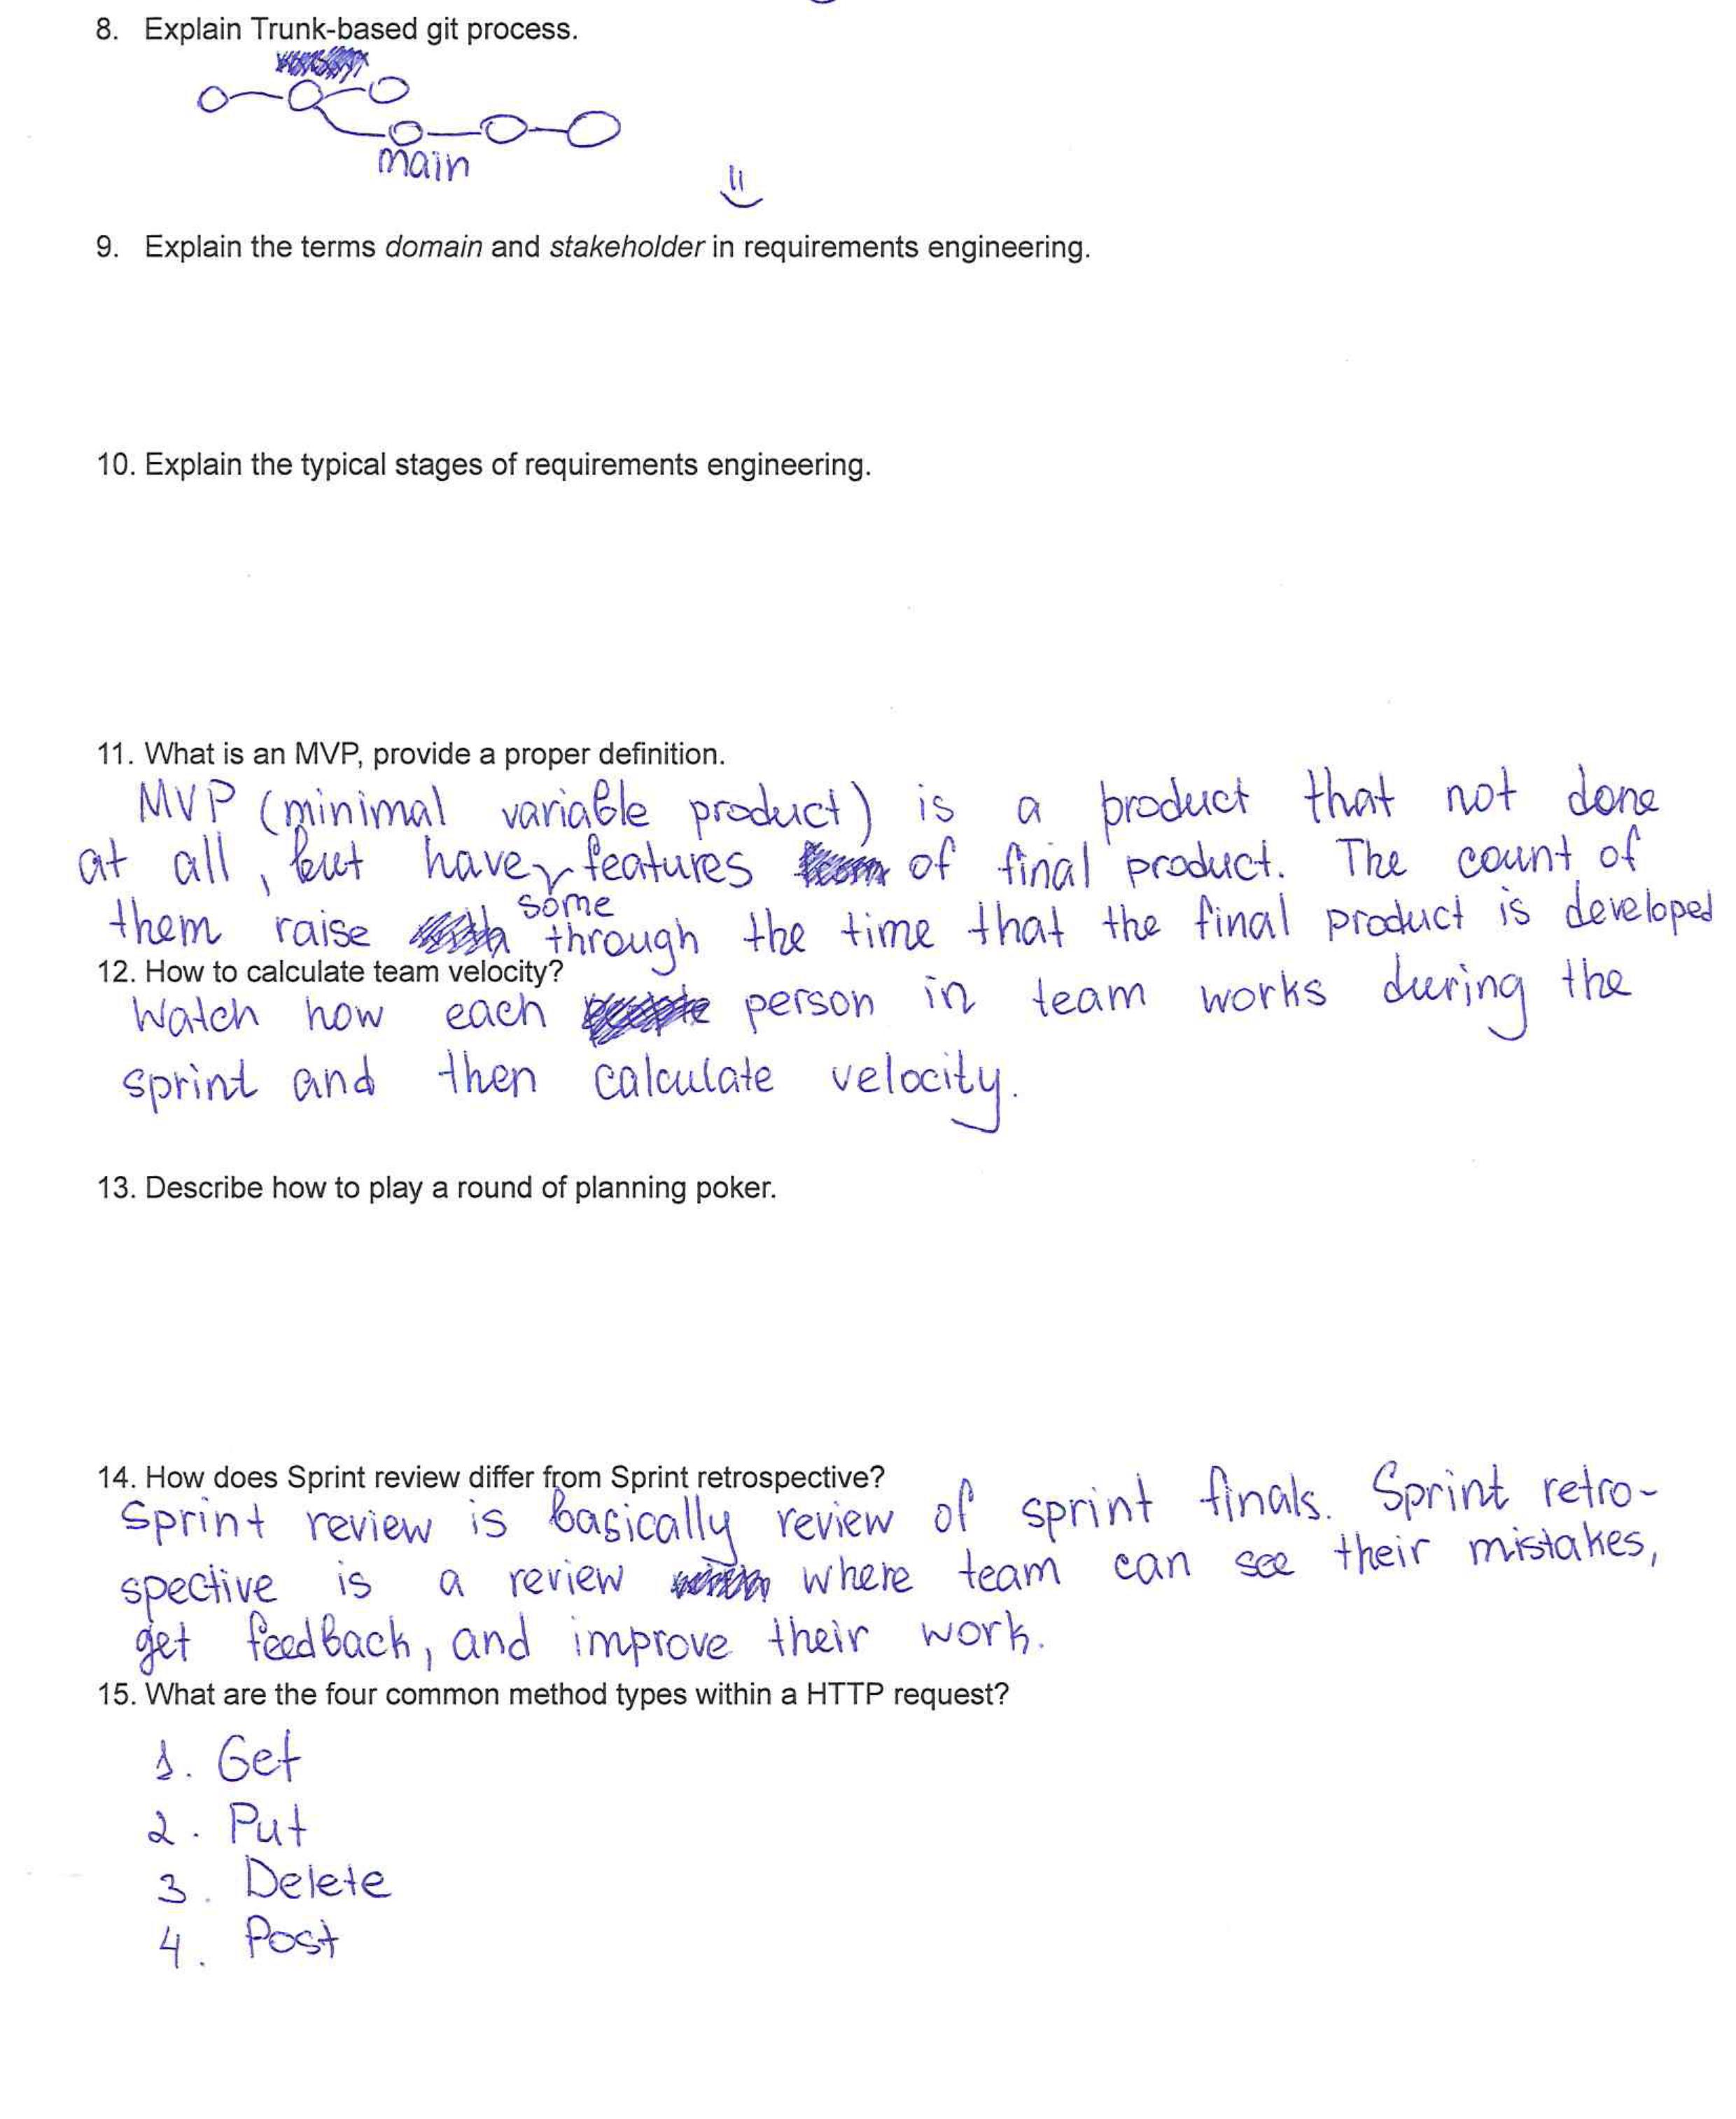 8. Explain Trunk-based git process.
main
9. Explain the terms domain and stakeholder in requirements engineering.
10. Explain the typical stages of requirements engineering.
11. What is an MVP, provide a proper definition.
MVP (minimal variable product) is a product that not done
at all, but have features of final product. The count of
some
them raise through the time that the final product is developed
12. How to calculate team velocity?
Watch how each person in team works during the
sprint and then calculate velocity.
13. Describe how to play a round of planning poker.
14. How does Sprint review differ from Sprint retrospective?
Sprint review is basically review of sprint finals. Sprint retro-
spective is a review where team can see their mistakes,
get feedback, and improve their work.
15. What are the four common method types within a HTTP request?
1. Get
2. Put
3. Delete
4. Post